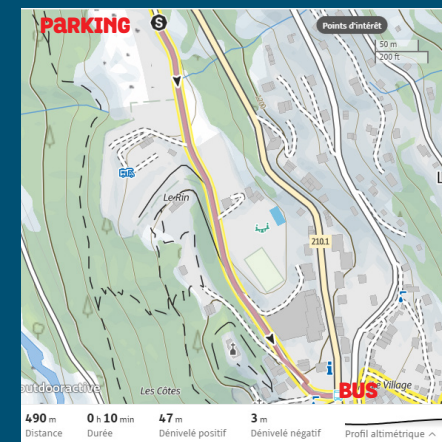 PARKING
S
Points d'intérêt
50 m
200 ft
L
Le Rin
210.1
i
BUS
Le Village
outdooractive
Les Côtes
490 m
0 h 10 min
47 m
3 m
Distance
Durée
Dénivelé positif
Dénivelé négatif
Profil altimétrique